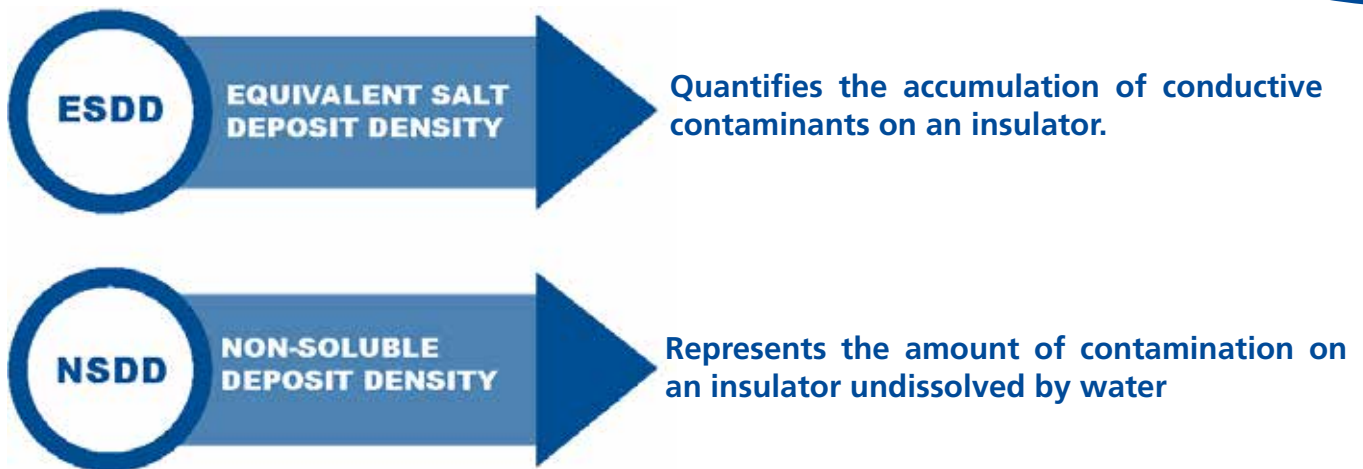 ESDD
EQUIVALENT SALT
DEPOSIT DENSITY
Quantifies the accumulation of conductive
contaminants on an insulator.
NSDD
NON-SOLUBLE
DEPOSIT DENSITY
Represents the amount of contamination on
an insulator undissolved by water